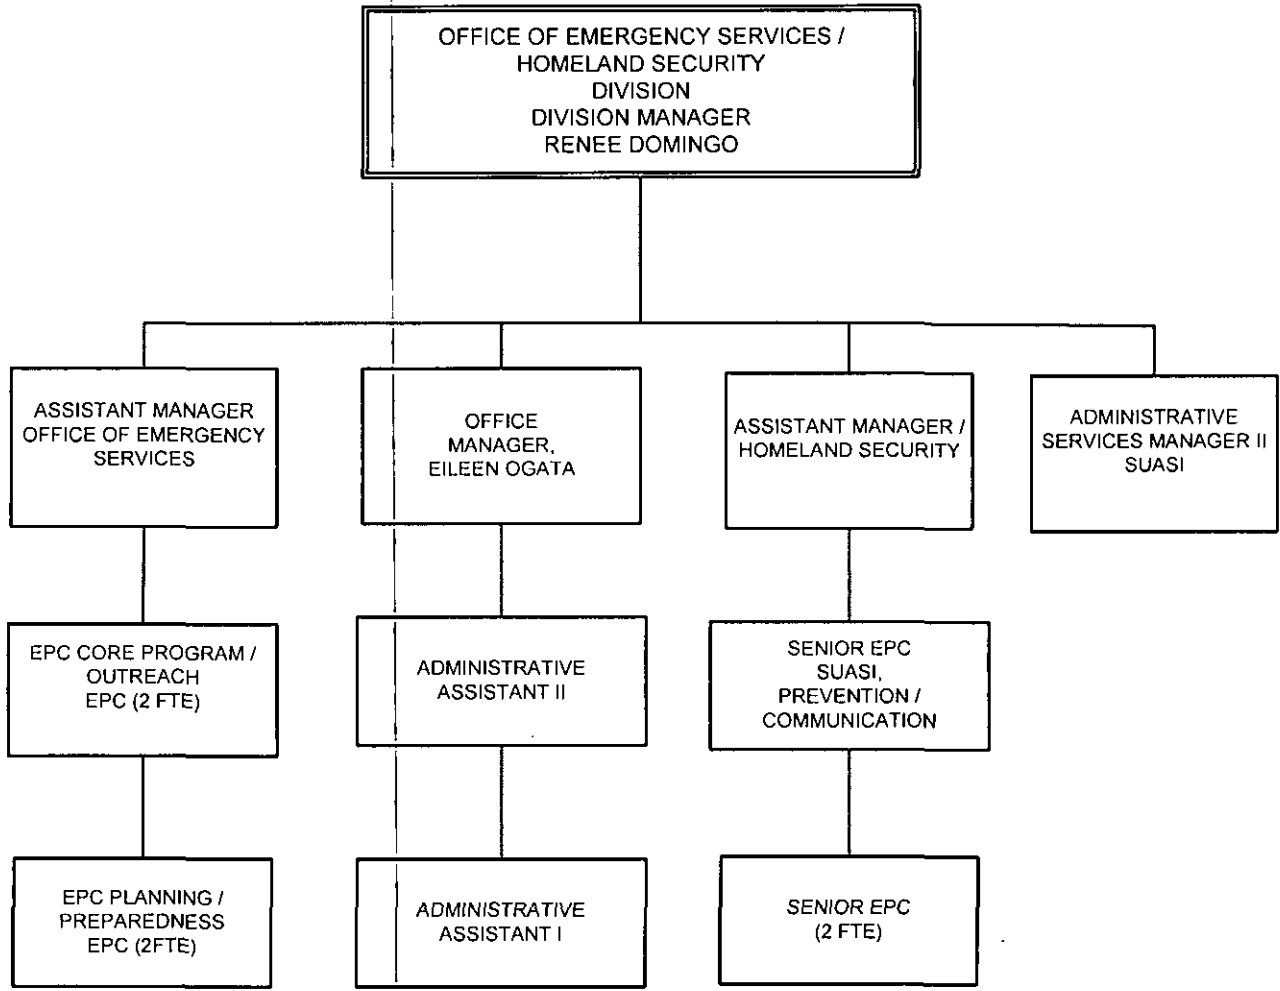 OFFICE OF EMERGENCY SERVICES /
HOMELAND SECURITY
DIVISION
DIVISION MANAGER
RENEE DOMINGO
ASSISTANT MANAGER
OFFICE OF EMERGENCY
SERVICES
OFFICE
MANAGER,
EILEEN OGATA
ASSISTANT MANAGER /
HOMELAND SECURITY
ADMINISTRATIVE
SERVICES MANAGER II
SUASI
EPC CORE PROGRAM /
OUTREACH
EPC (2 FTE)
ADMINISTRATIVE
ASSISTANT II
SENIOR EPC
SUASI,
PREVENTION /
COMMUNICATION
EPC PLANNING /
PREPAREDNESS
EPC (2FTE)
ADMINISTRATIVE
ASSISTANT I
SENIOR EPC
(2 FTE)